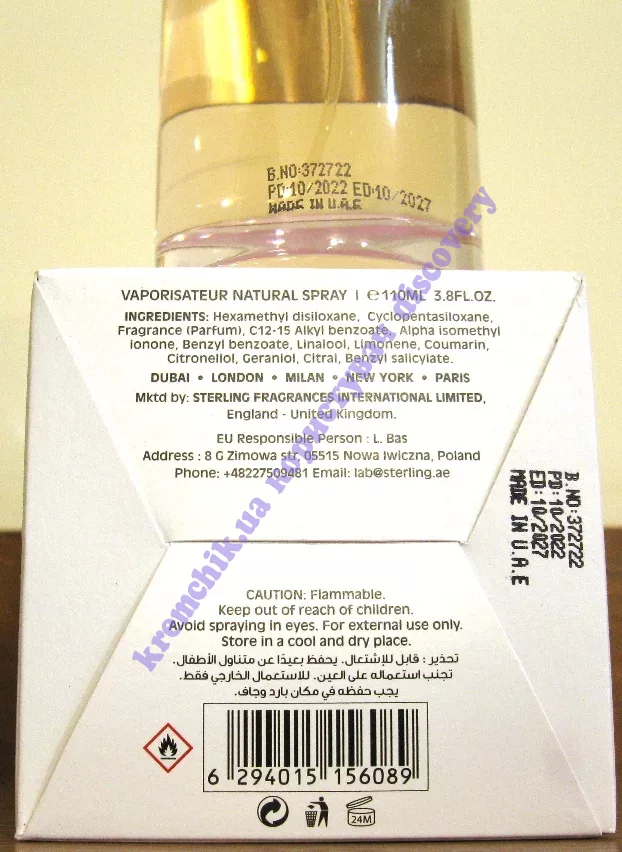 B.NO:372722
PD:10/2022 ED:10/2027
MADE IN U.A.E
VAPORISATEUR NATURAL SPRAY | ℮110ML 3.8FL.OZ.
INGREDIENTS: Hexamethyl disiloxane, Cyclopentasiloxane,
Fragrance (Parfum), C12-15 Alkyl benzoate, Alpha isomethyl
ionone, Benzyl benzoate, Linalool, Limonene, Coumarin,
Citronellol, Geraniol, Citral, Benzyl salicylate.
DUBAI • LONDON • MILAN • NEW YORK • PARIS
Mktd by: STERLING FRAGRANCES INTERNATIONAL LIMITED,
England - United Kingdom.
EU Responsible Person : L. Bas
Address : 8 G Zimowa str, 05515 Nowa Iwiczna, Poland
Phone: +48227509481 Email: lab@sterling.ae
B.NO:372722
PD:10/2022
ED:10/2027
MADE IN U.A.E
CAUTION: Flammable.
Keep out of reach of children.
Avoid spraying in eyes. For external use only.
Store in a cool and dry place.
تحذير : قابل للإشتعال. يحفظ بعيدًا عن متناول الأطفال.
تجنب استعماله على العين. للاستعمال الخارجي فقط.
يجب حفظه في مكان بارد وجاف.
6 294015 156089
24M
kremchik.ua користувач discovery